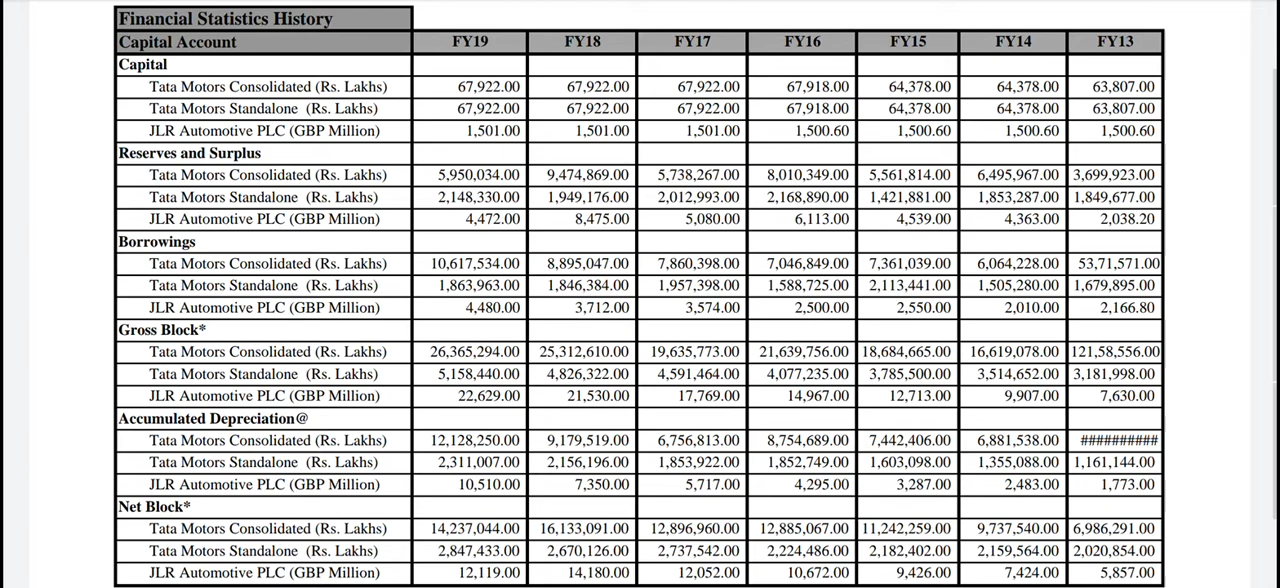 Financial Statistics History
Capital Account FY19 FY18 FY17 FY16 FY15 FY14 FY13
Capital
Tata Motors Consolidated (Rs. Lakhs) 67,922.00 67,922.00 67,922.00 67,918.00 64,378.00 64,378.00 63,807.00
Tata Motors Standalone (Rs. Lakhs) 67,922.00 67,922.00 67,922.00 67,918.00 64,378.00 64,378.00 63,807.00
JLR Automotive PLC (GBP Million) 1,501.00 1,501.00 1,501.00 1,500.60 1,500.60 1,500.60 1,500.60
Reserves and Surplus
Tata Motors Consolidated (Rs. Lakhs) 5,950,034.00 9,474,869.00 5,738,267.00 8,010,349.00 5,561,814.00 6,495,967.00 3,699,923.00
Tata Motors Standalone (Rs. Lakhs) 2,148,330.00 1,949,176.00 2,012,993.00 2,168,890.00 1,421,881.00 1,853,287.00 1,849,677.00
JLR Automotive PLC (GBP Million) 4,472.00 8,475.00 5,080.00 6,113.00 4,539.00 4,363.00 2,038.20
Borrowings
Tata Motors Consolidated (Rs. Lakhs) 10,617,534.00 8,895,047.00 7,860,398.00 7,046,849.00 7,361,039.00 6,064,228.00 53,71,571.00
Tata Motors Standalone (Rs. Lakhs) 1,863,963.00 1,846,384.00 1,957,398.00 1,588,725.00 2,113,441.00 1,505,280.00 1,679,895.00
JLR Automotive PLC (GBP Million) 4,480.00 3,712.00 3,574.00 2,500.00 2,550.00 2,010.00 2,166.80
Gross Block*
Tata Motors Consolidated (Rs. Lakhs) 26,365,294.00 25,312,610.00 19,635,773.00 21,639,756.00 18,684,665.00 16,619,078.00 121,58,556.00
Tata Motors Standalone (Rs. Lakhs) 5,158,440.00 4,826,322.00 4,591,464.00 4,077,235.00 3,785,500.00 3,514,652.00 3,181,998.00
JLR Automotive PLC (GBP Million) 22,629.00 21,530.00 17,769.00 14,967.00 12,713.00 9,907.00 7,630.00
Accumulated Depreciation@
Tata Motors Consolidated (Rs. Lakhs) 12,128,250.00 9,179,519.00 6,756,813.00 8,754,689.00 7,442,406.00 6,881,538.00 ##########
Tata Motors Standalone (Rs. Lakhs) 2,311,007.00 2,156,196.00 1,853,922.00 1,852,749.00 1,603,098.00 1,355,088.00 1,161,144.00
JLR Automotive PLC (GBP Million) 10,510.00 7,350.00 5,717.00 4,295.00 3,287.00 2,483.00 1,773.00
Net Block*
Tata Motors Consolidated (Rs. Lakhs) 14,237,044.00 16,133,091.00 12,896,960.00 12,885,067.00 11,242,259.00 9,737,540.00 6,986,291.00
Tata Motors Standalone (Rs. Lakhs) 2,847,433.00 2,670,126.00 2,737,542.00 2,224,486.00 2,182,402.00 2,159,564.00 2,020,854.00
JLR Automotive PLC (GBP Million) 12,119.00 14,180.00 12,052.00 10,672.00 9,426.00 7,424.00 5,857.00